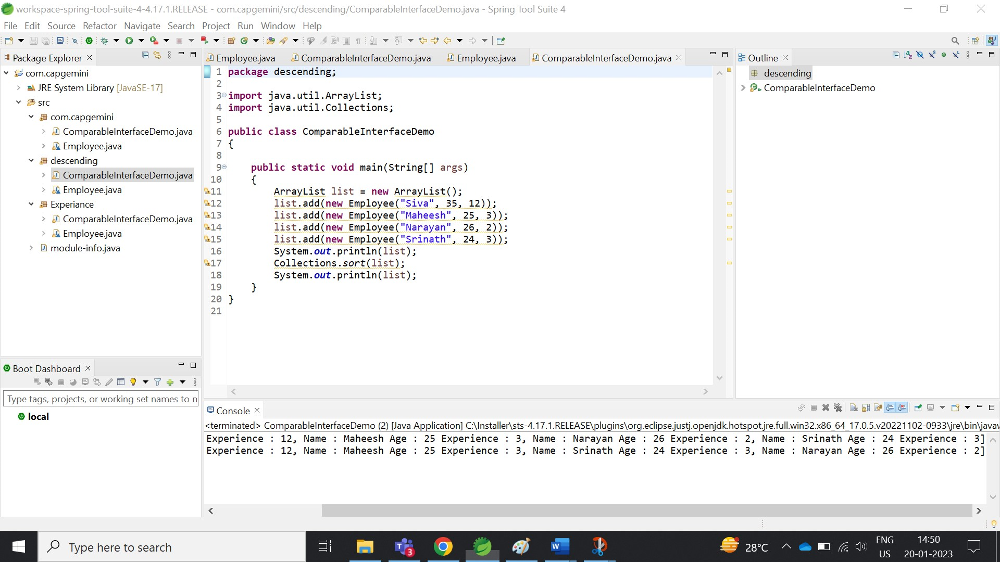 workspace-spring-tool-suite-4-4.17.1.RELEASE - com.capgemini/src/descending/ComparableInterfaceDemo.java - Spring Tool Suite 4
File Edit Source Refactor Navigate Search Project Run Window Help
Package Explorer
com.capgemini
JRE System Library [JavaSE-17]
src
com.capgemini
ComparableInterfaceDemo.java
Employee.java
descending
ComparableInterfaceDemo.java
Employee.java
Experiance
ComparableInterfaceDemo.java
Employee.java
module-info.java
Boot Dashboard
Type tags, projects, or working set names to n
local
Employee.java ComparableInterfaceDemo.java Employee.java ComparableInterfaceDemo.java
1 package descending;
2
3 import java.util.ArrayList;
4 import java.util.Collections;
5
6 public class ComparableInterfaceDemo
7 {
8
9 public static void main(String[] args)
10 {
11 ArrayList list = new ArrayList();
12 list.add(new Employee("Siva", 35, 12));
13 list.add(new Employee("Maheesh", 25, 3));
14 list.add(new Employee("Narayan", 26, 2));
15 list.add(new Employee("Srinath", 24, 3));
16 System.out.println(list);
17 Collections.sort(list);
18 System.out.println(list);
19 }
20 }
21
Outline
descending
ComparableInterfaceDemo
Console
<terminated> ComparableInterfaceDemo (2) [Java Application] C:\Installer\sts-4.17.1.RELEASE\plugins\org.eclipse.justj.openjdk.hotspot.jre.full.win32.x86_64_17.0.5.v20221102-0933\jre\bin\javaw
Experience : 12, Name : Maheesh Age : 25 Experience : 3, Name : Narayan Age : 26 Experience : 2, Name : Srinath Age : 24 Experience : 3]
Experience : 12, Name : Maheesh Age : 25 Experience : 3, Name : Srinath Age : 24 Experience : 3, Name : Narayan Age : 26 Experience : 2]
Type here to search
3
28°C
ENG
US
14:50
20-01-2023